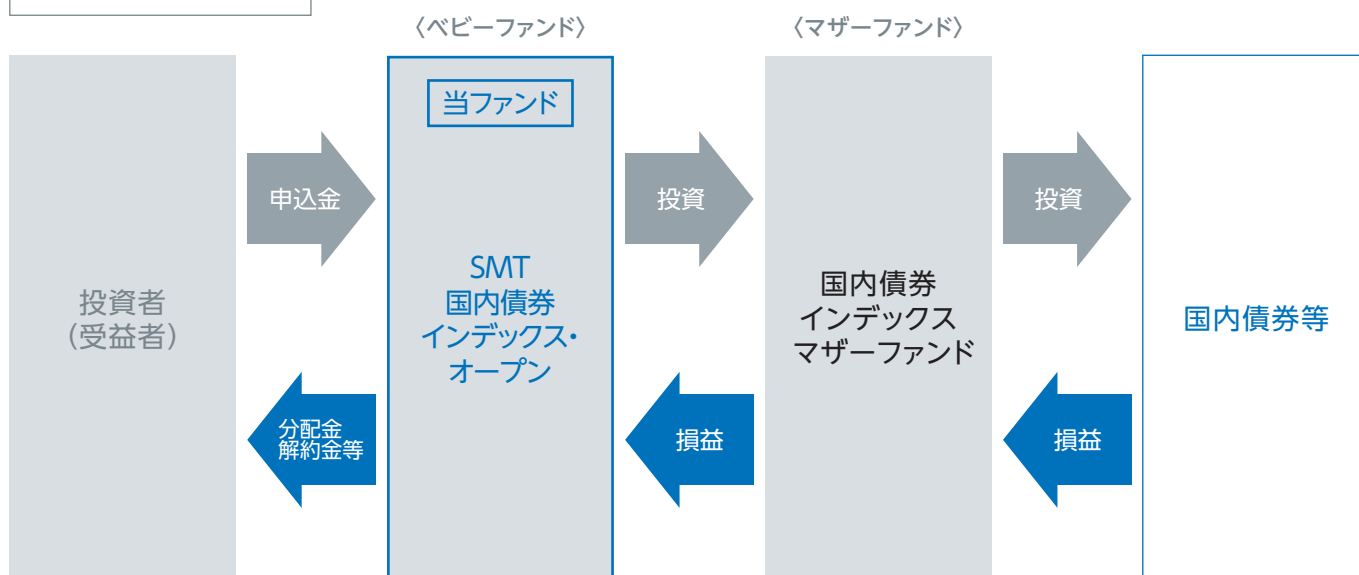 〈ベビーファンド〉
〈マザーファンド〉
投資者
(受益者)
申込金
分配金
解約金等
当ファンド
SMT
国内債券
インデックス・
オープン
投資
損益
国内債券
インデックス
マザーファンド
投資
損益
国内債券等